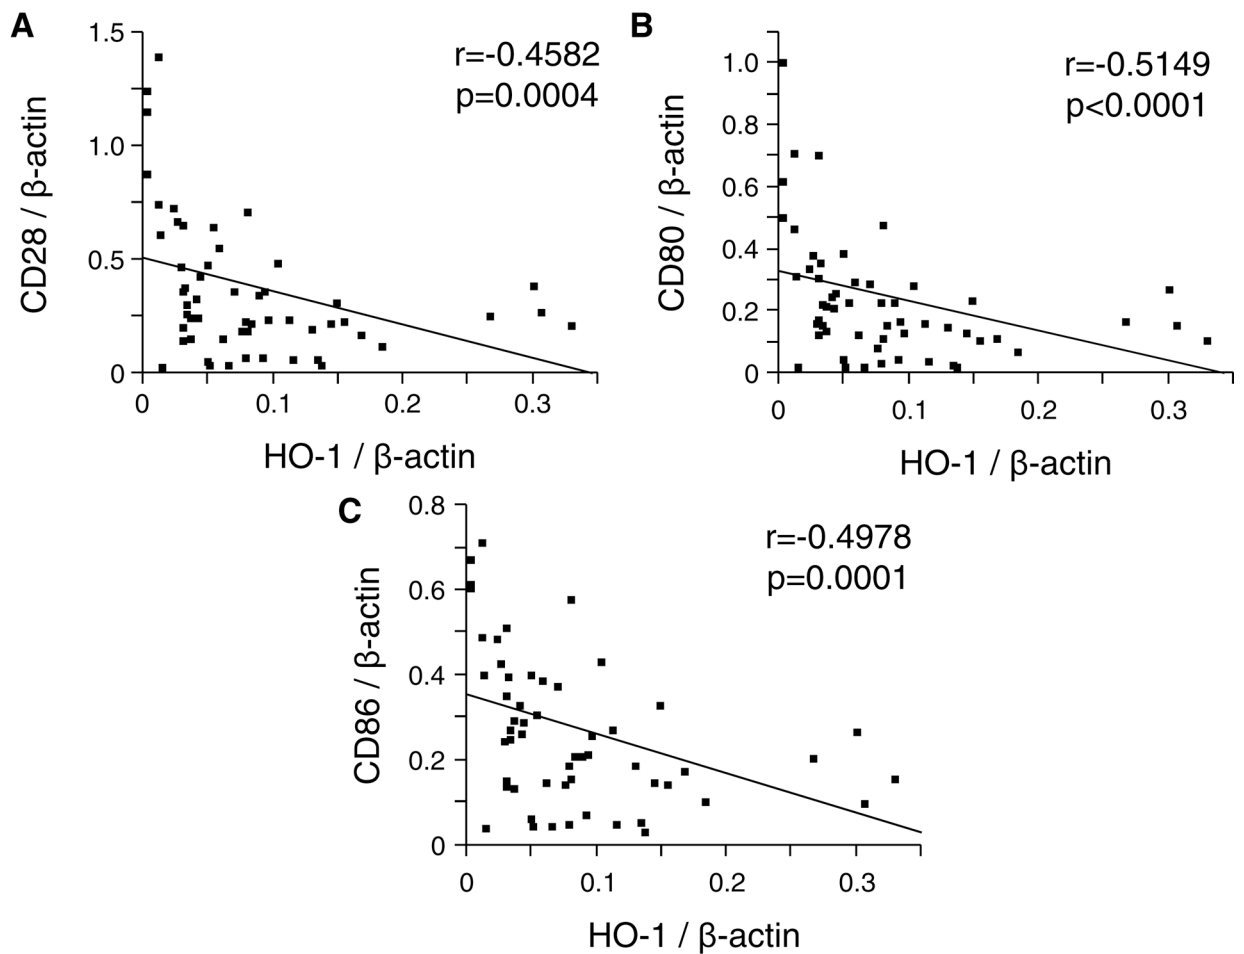 A
r=-0.4582
p=0.0004
CD28 / β-actin
1.5
1.0
0.5
0
0 0.1 0.2 0.3
HO-1 / β-actin
B
r=-0.5149
p<0.0001
CD80 / β-actin
1.0
0.8
0.6
0.4
0.2
0
0 0.1 0.2 0.3
HO-1 / β-actin
C
r=-0.4978
p=0.0001
CD86 / β-actin
0.8
0.6
0.4
0.2
0
0 0.1 0.2 0.3
HO-1 / β-actin